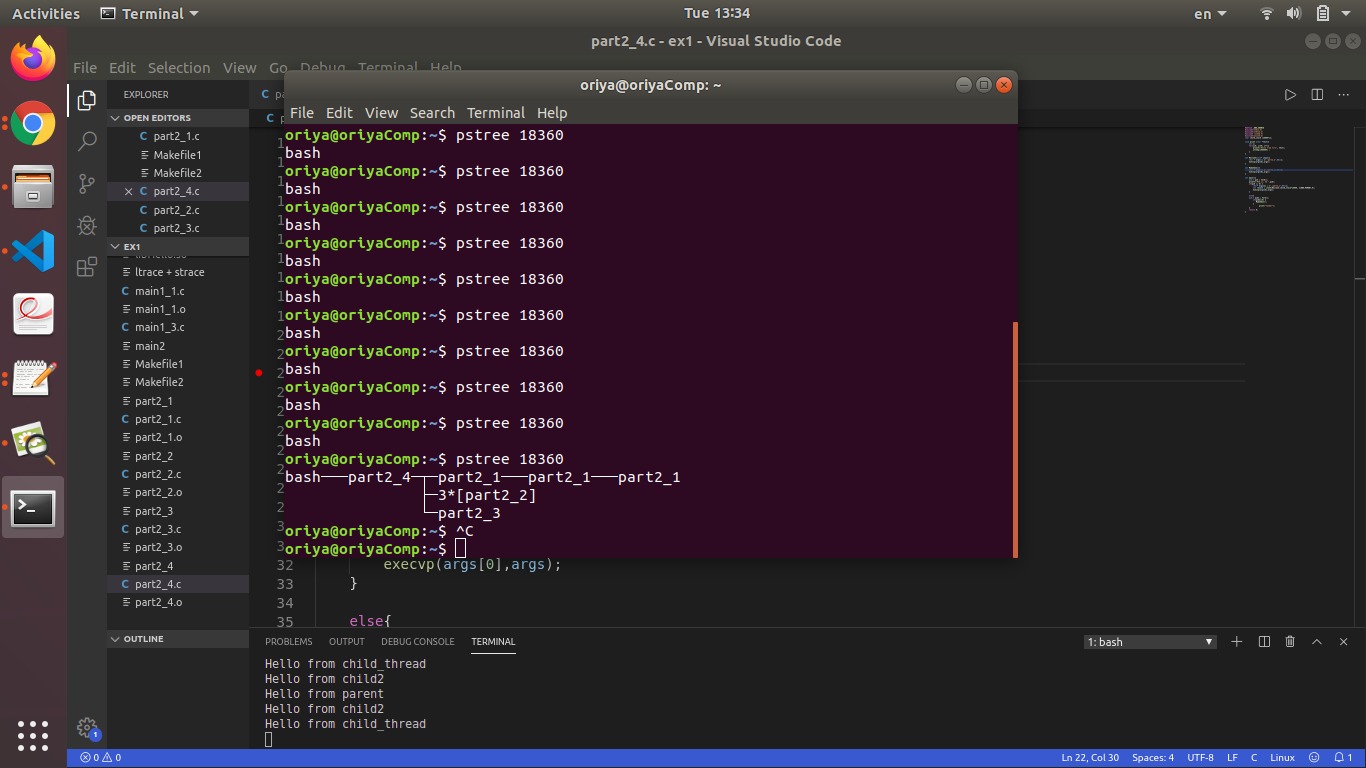 Activities Terminal Tue 13:34 en
part2_4.c - ex1 - Visual Studio Code
File Edit Selection View Go Debug Terminal Help
EXPLORER
OPEN EDITORS
C part2_1.c
Makefile1
Makefile2
C part2_4.c
C part2_2.c
C part2_3.c
EX1
ltrace + strace
C main1_1.c
main1_1.o
C main1_3.c
main2
Makefile1
Makefile2
part2_1
C part2_1.c
part2_1.o
part2_2
C part2_2.c
part2_2.o
part2_3
C part2_3.c
part2_3.o
part2_4
C part2_4.c
part2_4.o
OUTLINE
oriya@oriyaComp: ~
File Edit View Search Terminal Help
oriya@oriyaComp:~$ pstree 18360
bash
oriya@oriyaComp:~$ pstree 18360
bash
oriya@oriyaComp:~$ pstree 18360
bash
oriya@oriyaComp:~$ pstree 18360
bash
oriya@oriyaComp:~$ pstree 18360
bash
oriya@oriyaComp:~$ pstree 18360
bash
oriya@oriyaComp:~$ pstree 18360
bash
oriya@oriyaComp:~$ pstree 18360
bash
oriya@oriyaComp:~$ pstree 18360
bash
oriya@oriyaComp:~$ pstree 18360
bash───part2_4─┬─part2_1───part2_1───part2_1
├─3*[part2_2]
└─part2_3
oriya@oriyaComp:~$ ^C
oriya@oriyaComp:~$
32 execvp(args[0],args);
33 }
34
35 else{
PROBLEMS OUTPUT DEBUG CONSOLE TERMINAL 1: bash
Hello from child_thread
Hello from child2
Hello from parent
Hello from child2
Hello from child_thread
1
0 0 Ln 22, Col 30 Spaces: 4 UTF-8 LF C Linux 1